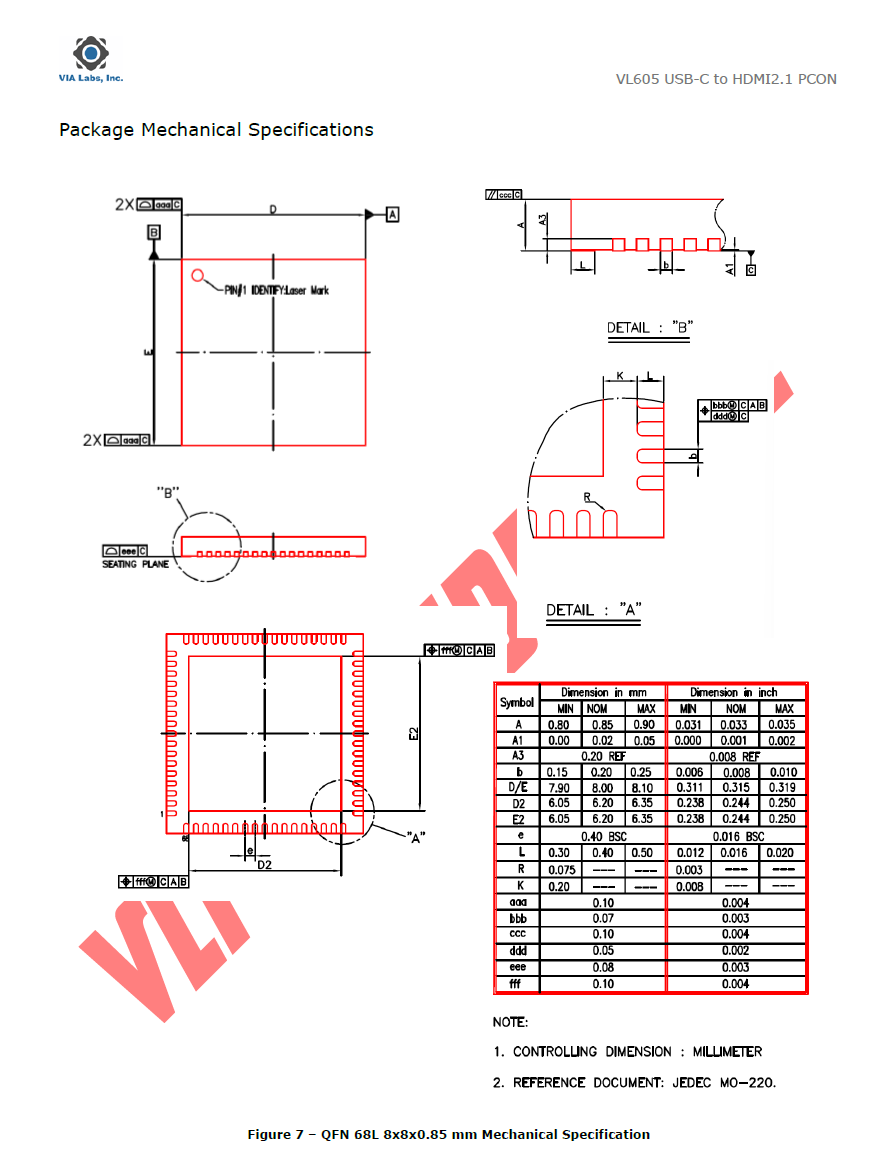 VIA Labs, Inc.
VL605 USB-C to HDMI2.1 PCON
Package Mechanical Specifications
2X aaa C
D
A
B
PIN#1 IDENTIFY:Laser Mark
E
2X aaa C
// ccc C
A
A3
L
b
A1
C
DETAIL : "B"
K
L
bbbⓂ C A B
dddⓂ C
b
R
DETAIL : "A"
"B"
eee C
SEATING PLANE
fffⓂ C A B
E2
1
68
"A"
e
D2
fffⓂ C A B
Symbol Dimension in mm Dimension in inch
MIN NOM MAX MIN NOM MAX
A 0.80 0.85 0.90 0.031 0.033 0.035
A1 0.00 0.02 0.05 0.000 0.001 0.002
A3 0.20 REF 0.008 REF
b 0.15 0.20 0.25 0.006 0.008 0.010
D/E 7.90 8.00 8.10 0.311 0.315 0.319
D2 6.05 6.20 6.35 0.238 0.244 0.250
E2 6.05 6.20 6.35 0.238 0.244 0.250
e 0.40 BSC 0.016 BSC
L 0.30 0.40 0.50 0.012 0.016 0.020
R 0.075 --- --- 0.003 --- ---
K 0.20 --- --- 0.008 --- ---
aaa 0.10 0.004
bbb 0.07 0.003
ccc 0.10 0.004
ddd 0.05 0.002
eee 0.08 0.003
fff 0.10 0.004
NOTE:
1. CONTROLLING DIMENSION : MILLIMETER
2. REFERENCE DOCUMENT: JEDEC MO-220.
Figure 7 – QFN 68L 8x8x0.85 mm Mechanical Specification